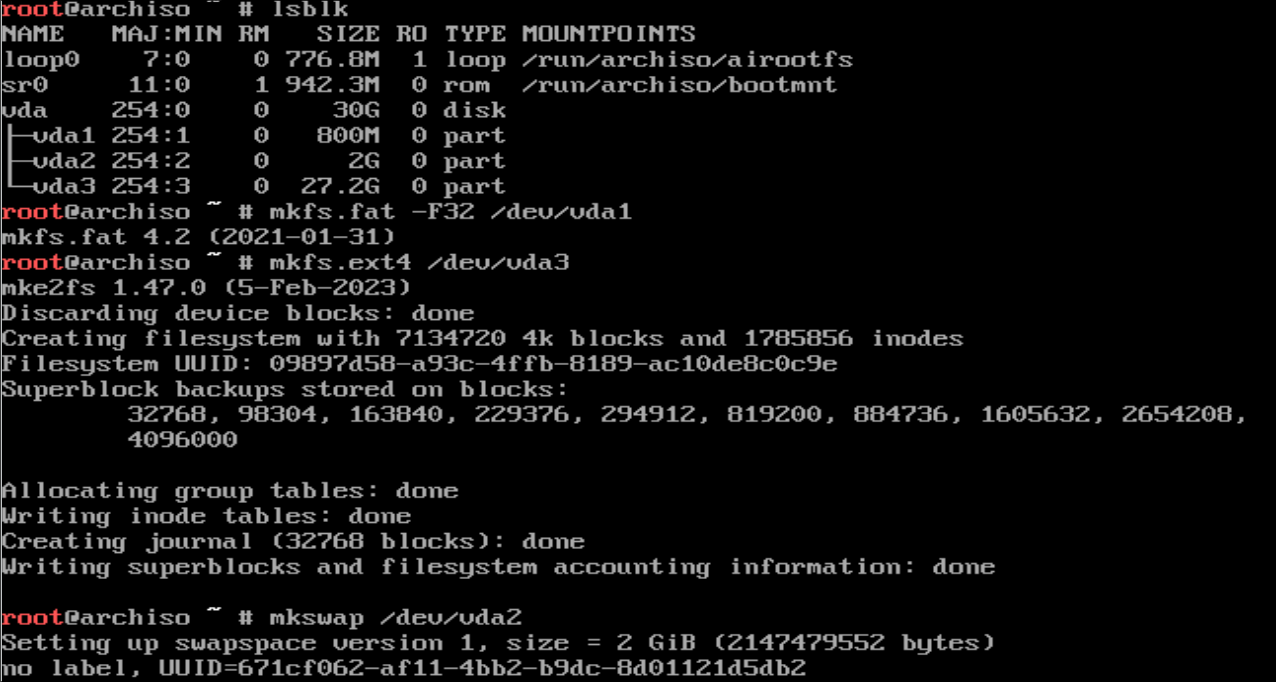 root@archiso ~ # lsblk
NAME   MAJ:MIN RM   SIZE RO TYPE MOUNTPOINTS
loop0    7:0    0 776.8M  1 loop /run/archiso/airootfs
sr0     11:0    1 942.3M  0 rom  /run/archiso/bootmnt
vda    254:0    0    30G  0 disk
├─vda1 254:1    0   800M  0 part
├─vda2 254:2    0     2G  0 part
└─vda3 254:3    0  27.2G  0 part
root@archiso ~ # mkfs.fat -F32 /dev/vda1
mkfs.fat 4.2 (2021-01-31)
root@archiso ~ # mkfs.ext4 /dev/vda3
mke2fs 1.47.0 (5-Feb-2023)
Discarding device blocks: done
Creating filesystem with 7134720 4k blocks and 1785856 inodes
Filesystem UUID: 09897d58-a93c-4ffb-8189-ac10de8c0c9e
Superblock backups stored on blocks:
        32768, 98304, 163840, 229376, 294912, 819200, 884736, 1605632, 2654208,
        4096000

Allocating group tables: done
Writing inode tables: done
Creating journal (32768 blocks): done
Writing superblocks and filesystem accounting information: done

root@archiso ~ # mkswap /dev/vda2
Setting up swapspace version 1, size = 2 GiB (2147479552 bytes)
no label, UUID=671cf062-af11-4bb2-b9dc-8d01121d5db2